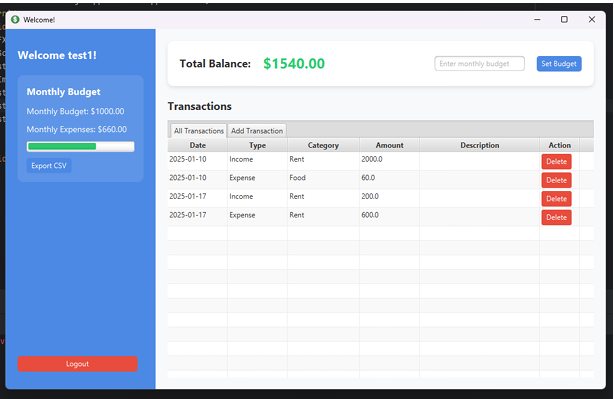 Welcome!
Welcome test1!
Monthly Budget
Monthly Budget: $1000.00
Monthly Expenses: $660.00
Export CSV
Logout
Total Balance: $1540.00 Enter monthly budget Set Budget
Transactions
All Transactions Add Transaction
Date Type Category Amount Description Action
2025-01-10 Income Rent 2000.0 Delete
2025-01-10 Expense Food 60.0 Delete
2025-01-17 Income Rent 200.0 Delete
2025-01-17 Expense Rent 600.0 Delete